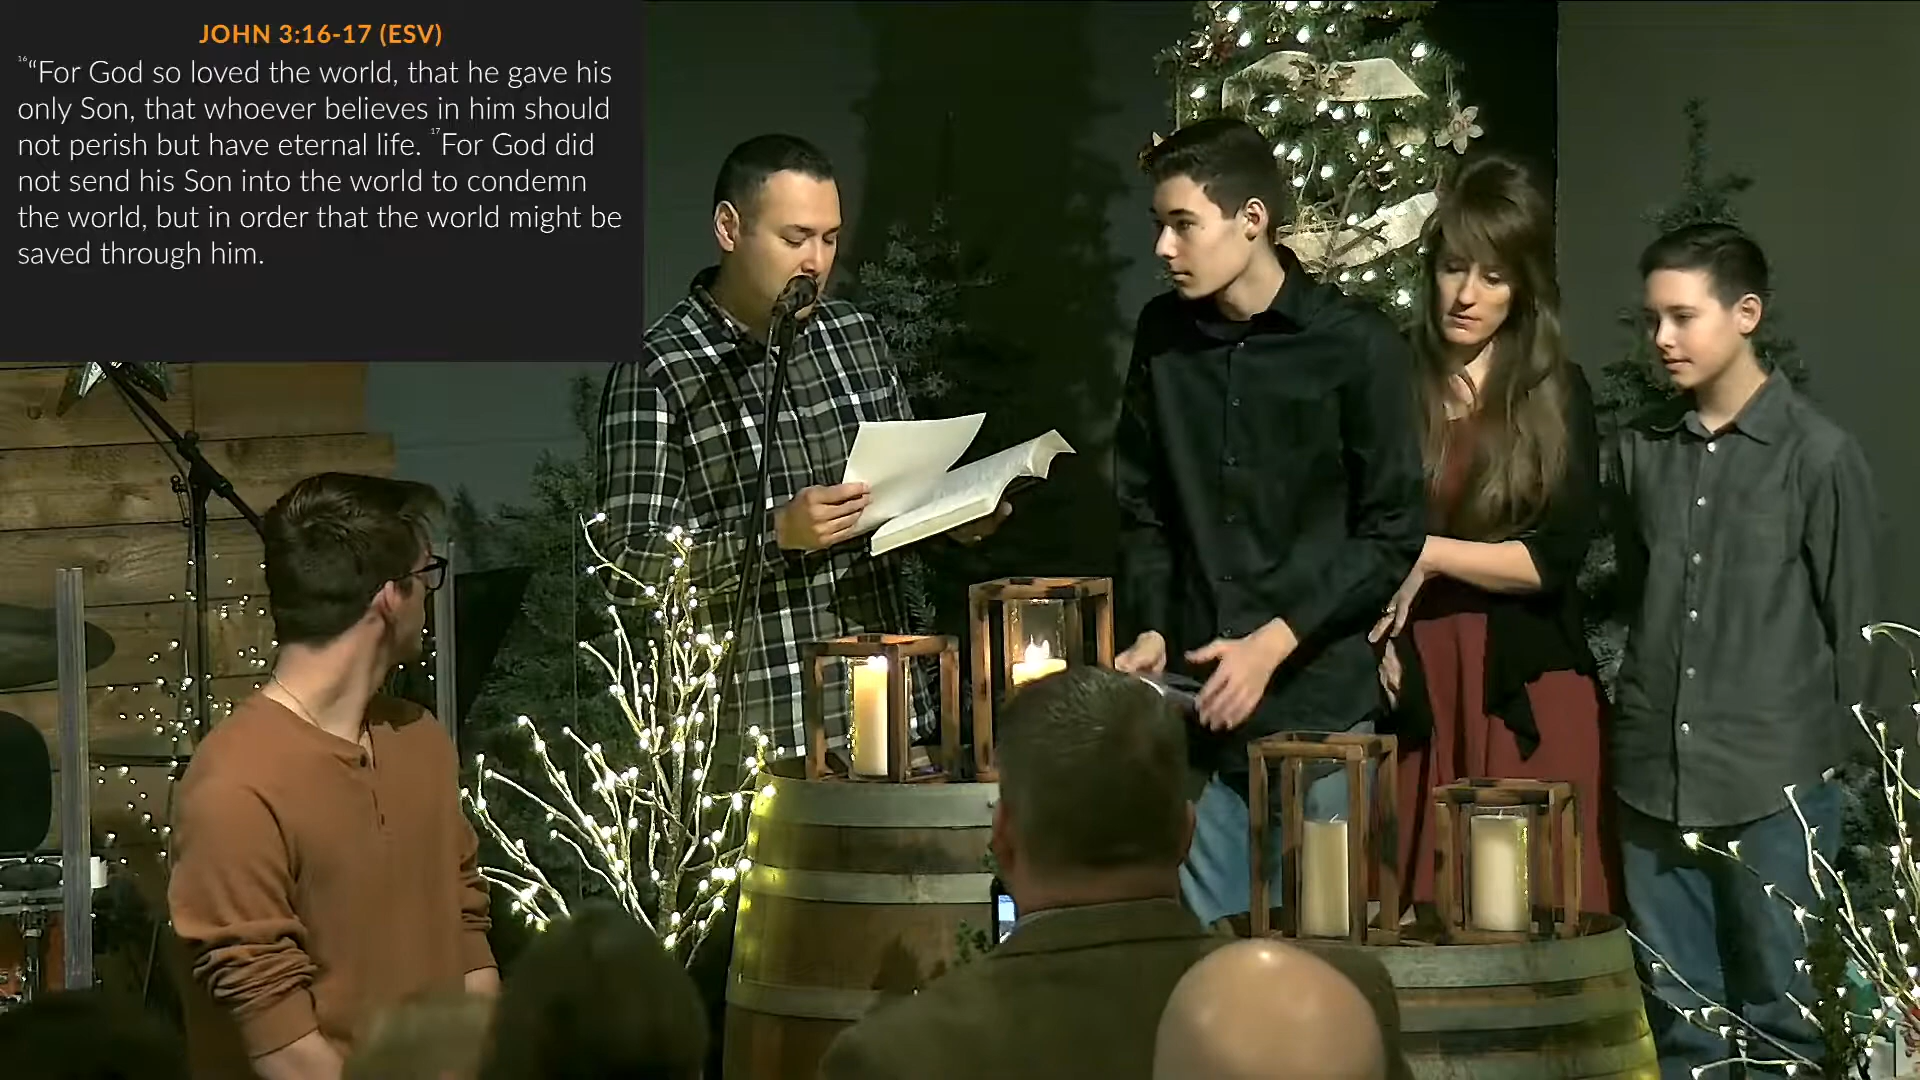 JOHN 3:16-17 (ESV)
16“For God so loved the world, that he gave his
only Son, that whoever believes in him should
not perish but have eternal life. 17For God did
not send his Son into the world to condemn
the world, but in order that the world might be
saved through him.